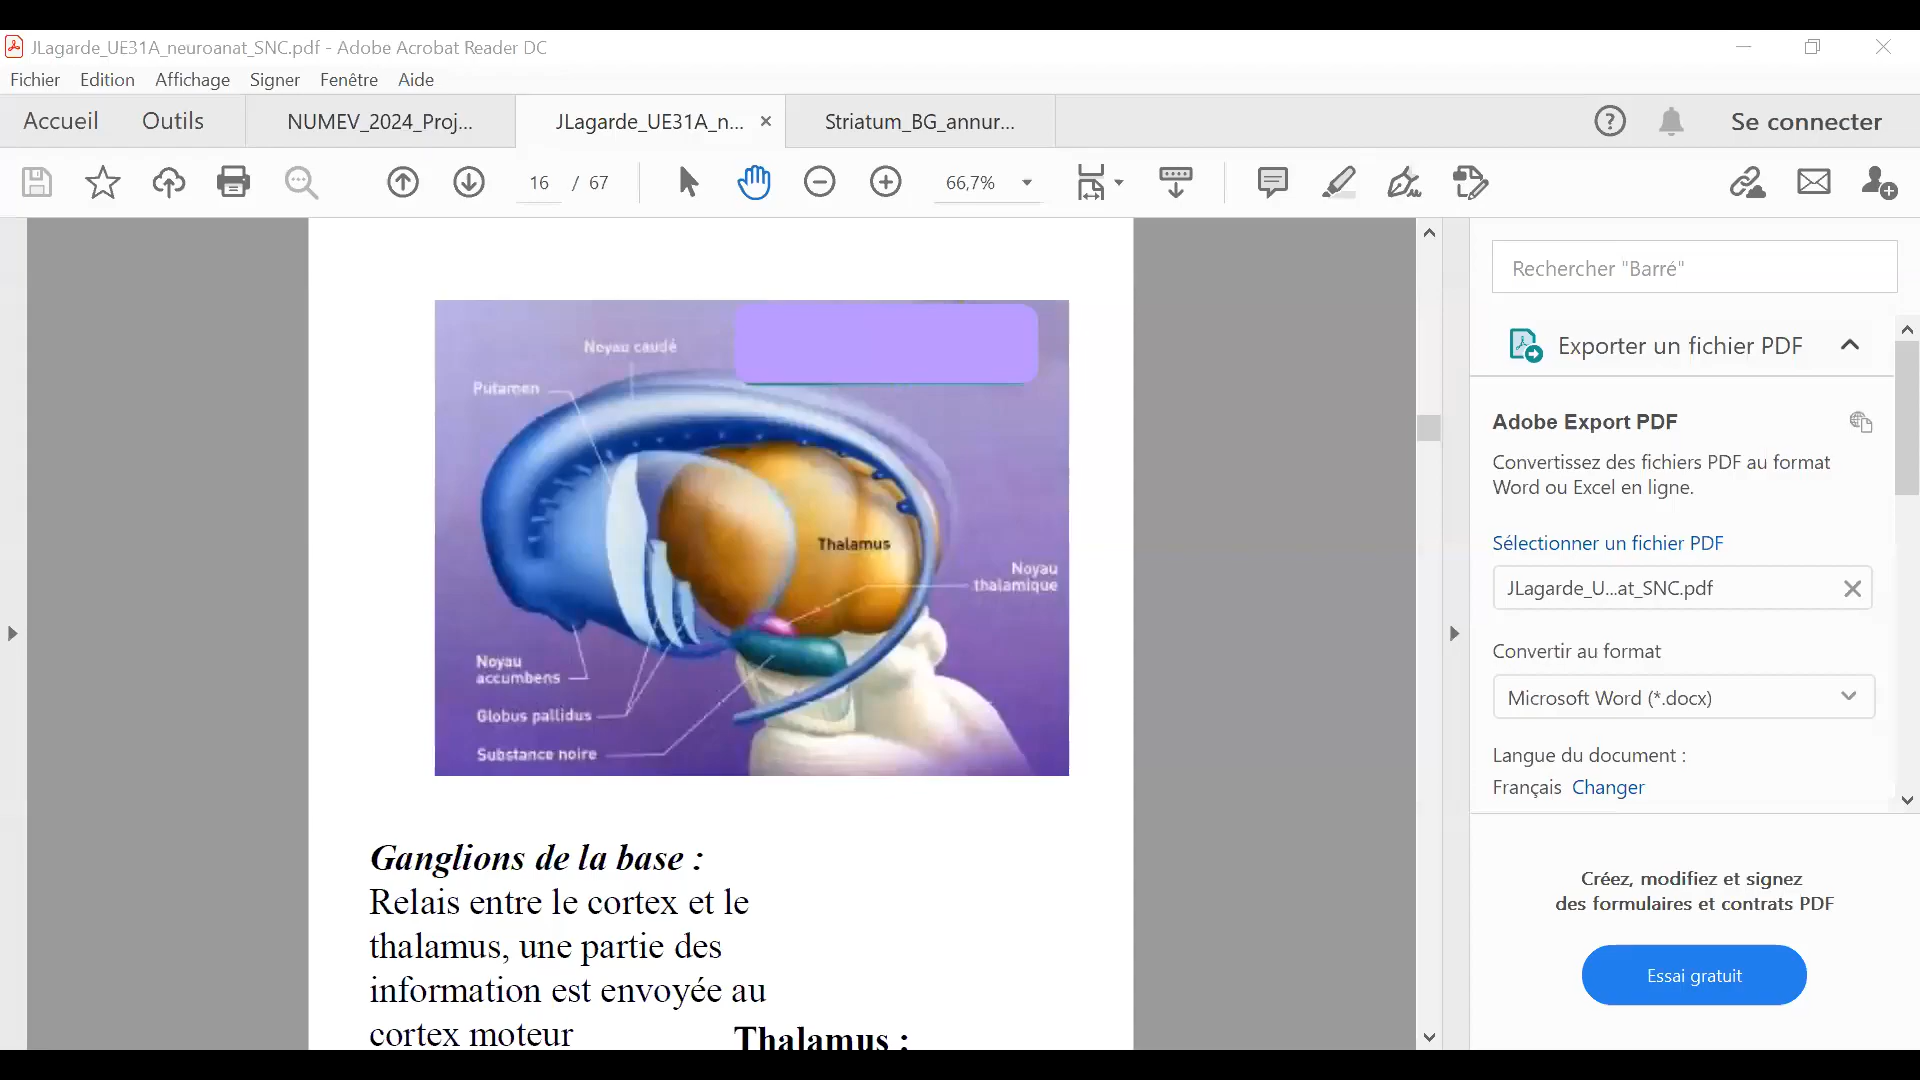 JLagarde_UE31A_neuroanat_SNC.pdf - Adobe Acrobat Reader DC
Fichier Edition Affichage Signer Fenêtre Aide
Accueil Outils NUMEV_2024_Proj... JLagarde_UE31A_n... Striatum_BG_annur... Se connecter
16 / 67 66,7%
Noyau caudé
Putamen
Thalamus
Noyau
thalamique
Noyau
accumbens
Globus pallidus
Substance noire
Ganglions de la base :
Relais entre le cortex et le
thalamus, une partie des
information est envoyée au
cortex moteur
Thalamus :
Rechercher "Barré"
Exporter un fichier PDF
Adobe Export PDF
Convertissez des fichiers PDF au format
Word ou Excel en ligne.
Sélectionner un fichier PDF
JLagarde_U...at_SNC.pdf
Convertir au format
Microsoft Word (*.docx)
Langue du document :
Français Changer
Créez, modifiez et signez
des formulaires et contrats PDF
Essai gratuit